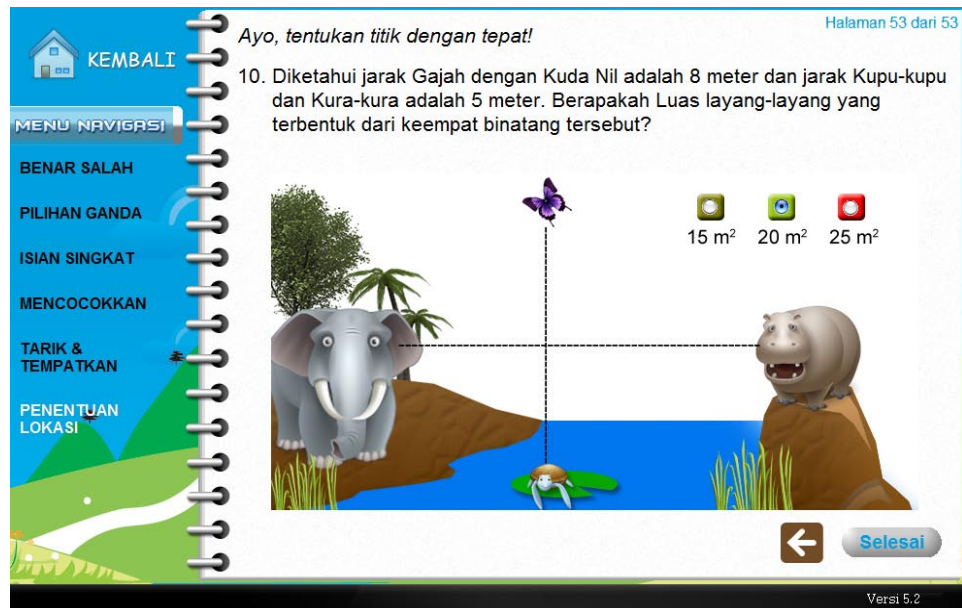 KEMBALI
MENU NAVIGASI
BENAR SALAH
PILIHAN GANDA
ISIAN SINGKAT
MENCOCOKKAN
TARIK &
TEMPATKAN
PENENTUAN
LOKASI
Halaman 53 dari 53
Ayo, tentukan titik dengan tepat!
10. Diketahui jarak Gajah dengan Kuda Nil adalah 8 meter dan jarak Kupu-kupu
dan Kura-kura adalah 5 meter. Berapakah Luas layang-layang yang
terbentuk dari keempat binatang tersebut?
15 m² 20 m² 25 m²
Selesai
Versi 5.2